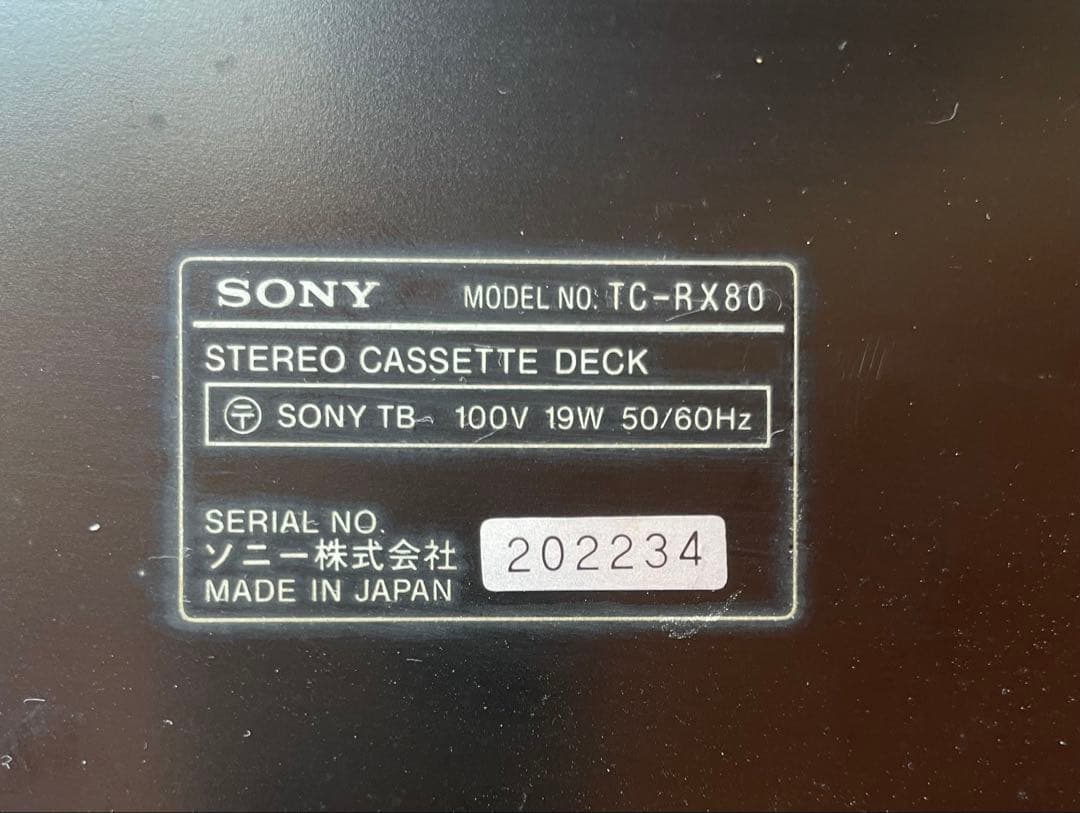 SONY MODEL NO. TC-RX80
STEREO CASSETTE DECK
〶 SONY TB 100V 19W 50/60Hz
SERIAL NO.
ソニー株式会社 202234
MADE IN JAPAN